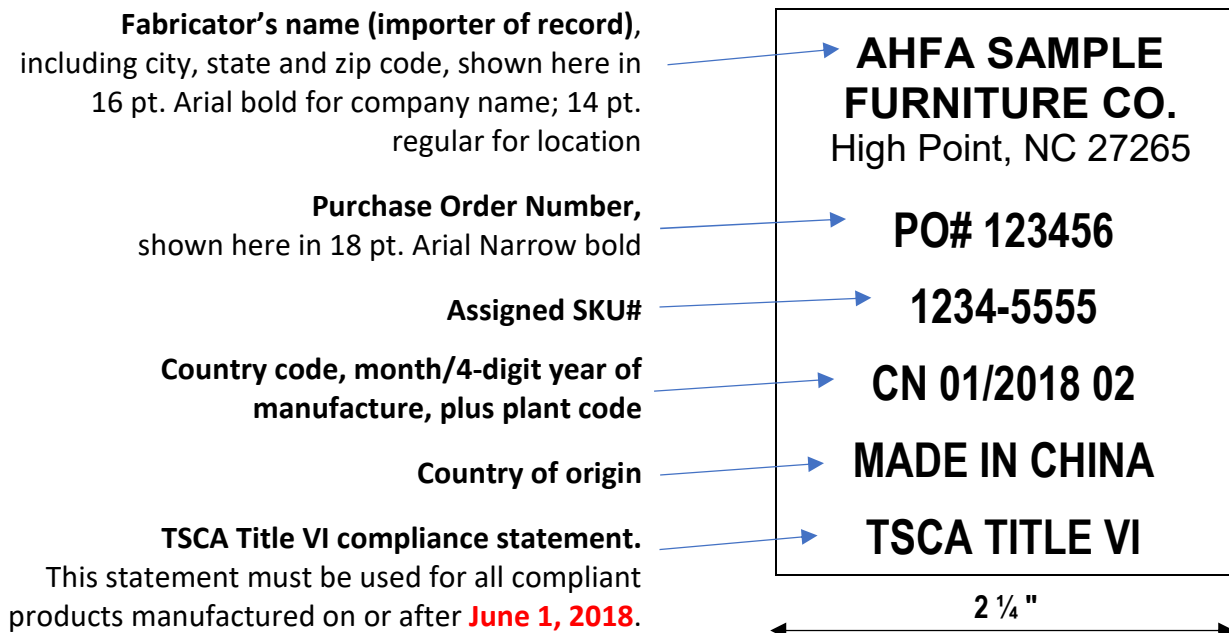 Fabricator’s name (importer of record),
including city, state and zip code, shown here in
16 pt. Arial bold for company name; 14 pt.
regular for location
Purchase Order Number,
shown here in 18 pt. Arial Narrow bold
Assigned SKU#
Country code, month/4-digit year of
manufacture, plus plant code
Country of origin
TSCA Title VI compliance statement.
This statement must be used for all compliant
products manufactured on or after June 1, 2018.
AHFA SAMPLE
FURNITURE CO.
High Point, NC 27265
PO# 123456
1234-5555
CN 01/2018 02
MADE IN CHINA
TSCA TITLE VI
2 ¼ "